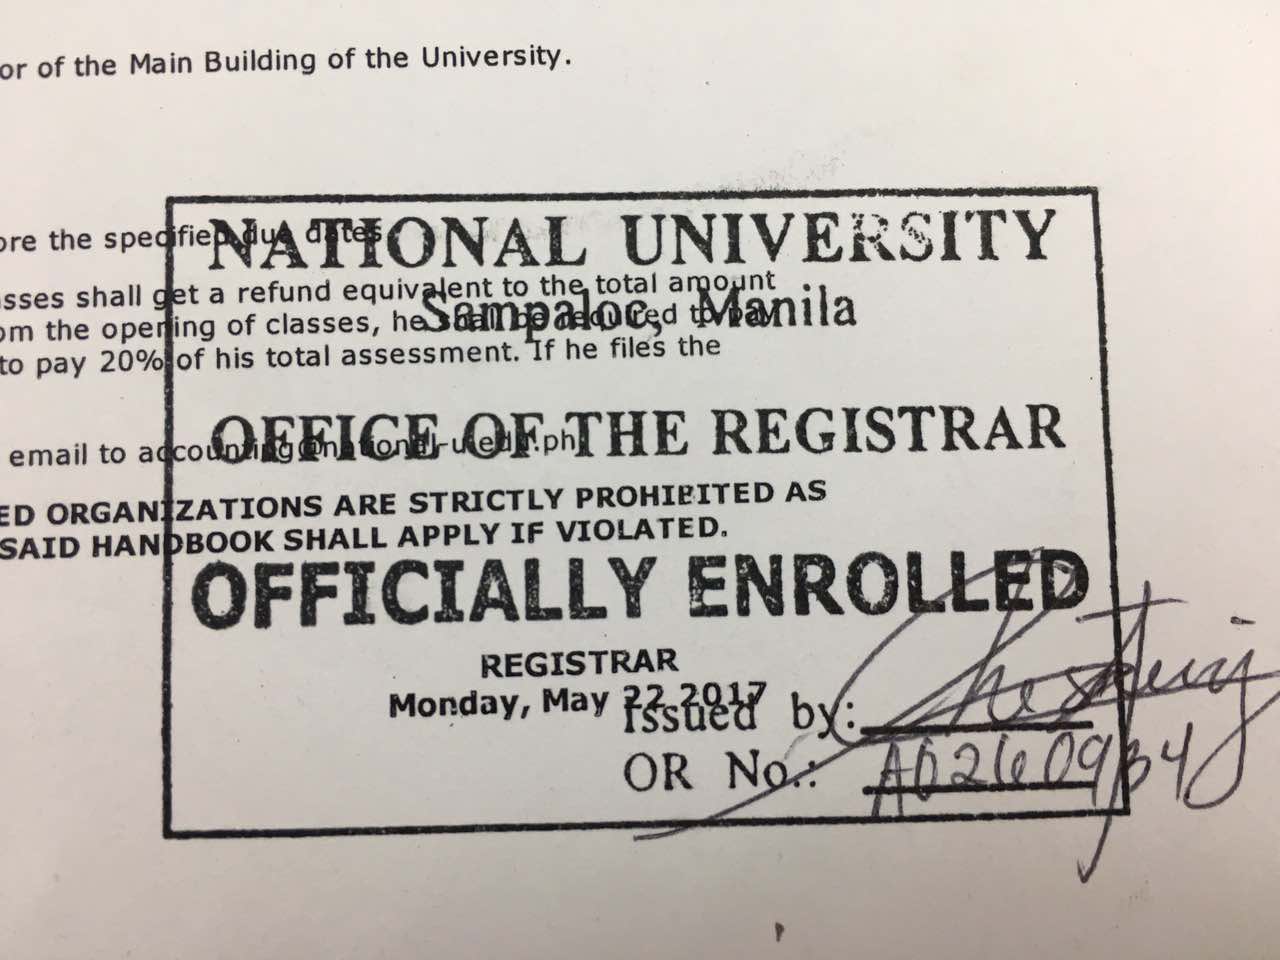 or of the Main Building of the University.
NATIONAL UNIVERSITY
ore the specified due dates.
sses shall get a refund equivalent to the total amount
Sampaloc, Manila
om the opening of classes, he shall be required to pay
to pay 20% of his total assessment. If he files the
OFFICE OF THE REGISTRAR
email to accounting@national-u.edu.ph
ED ORGANIZATIONS ARE STRICTLY PROHIBITED AS
SAID HANDBOOK SHALL APPLY IF VIOLATED.
OFFICIALLY ENROLLED
REGISTRAR
Monday, May 22 2017
Issued by:
OR No.: